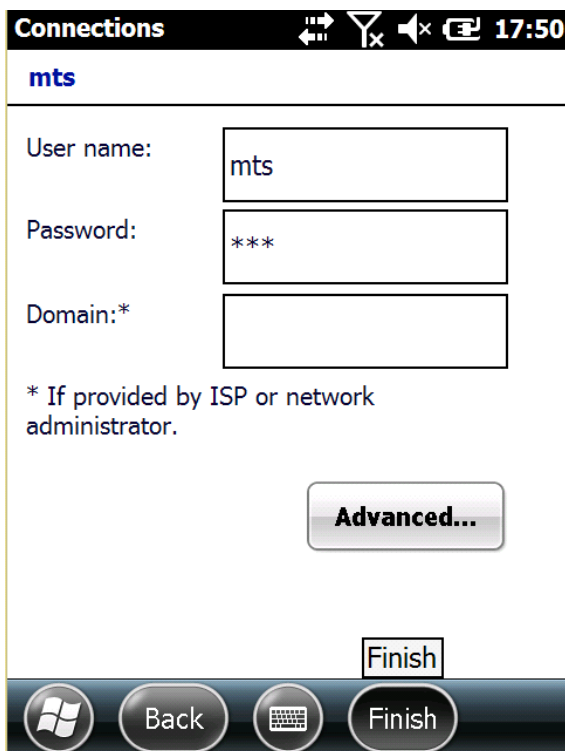 Connections 17:50
mts
User name:
mts
Password:
***
Domain:*
* If provided by ISP or network
administrator.
Advanced...
Finish
Back Finish